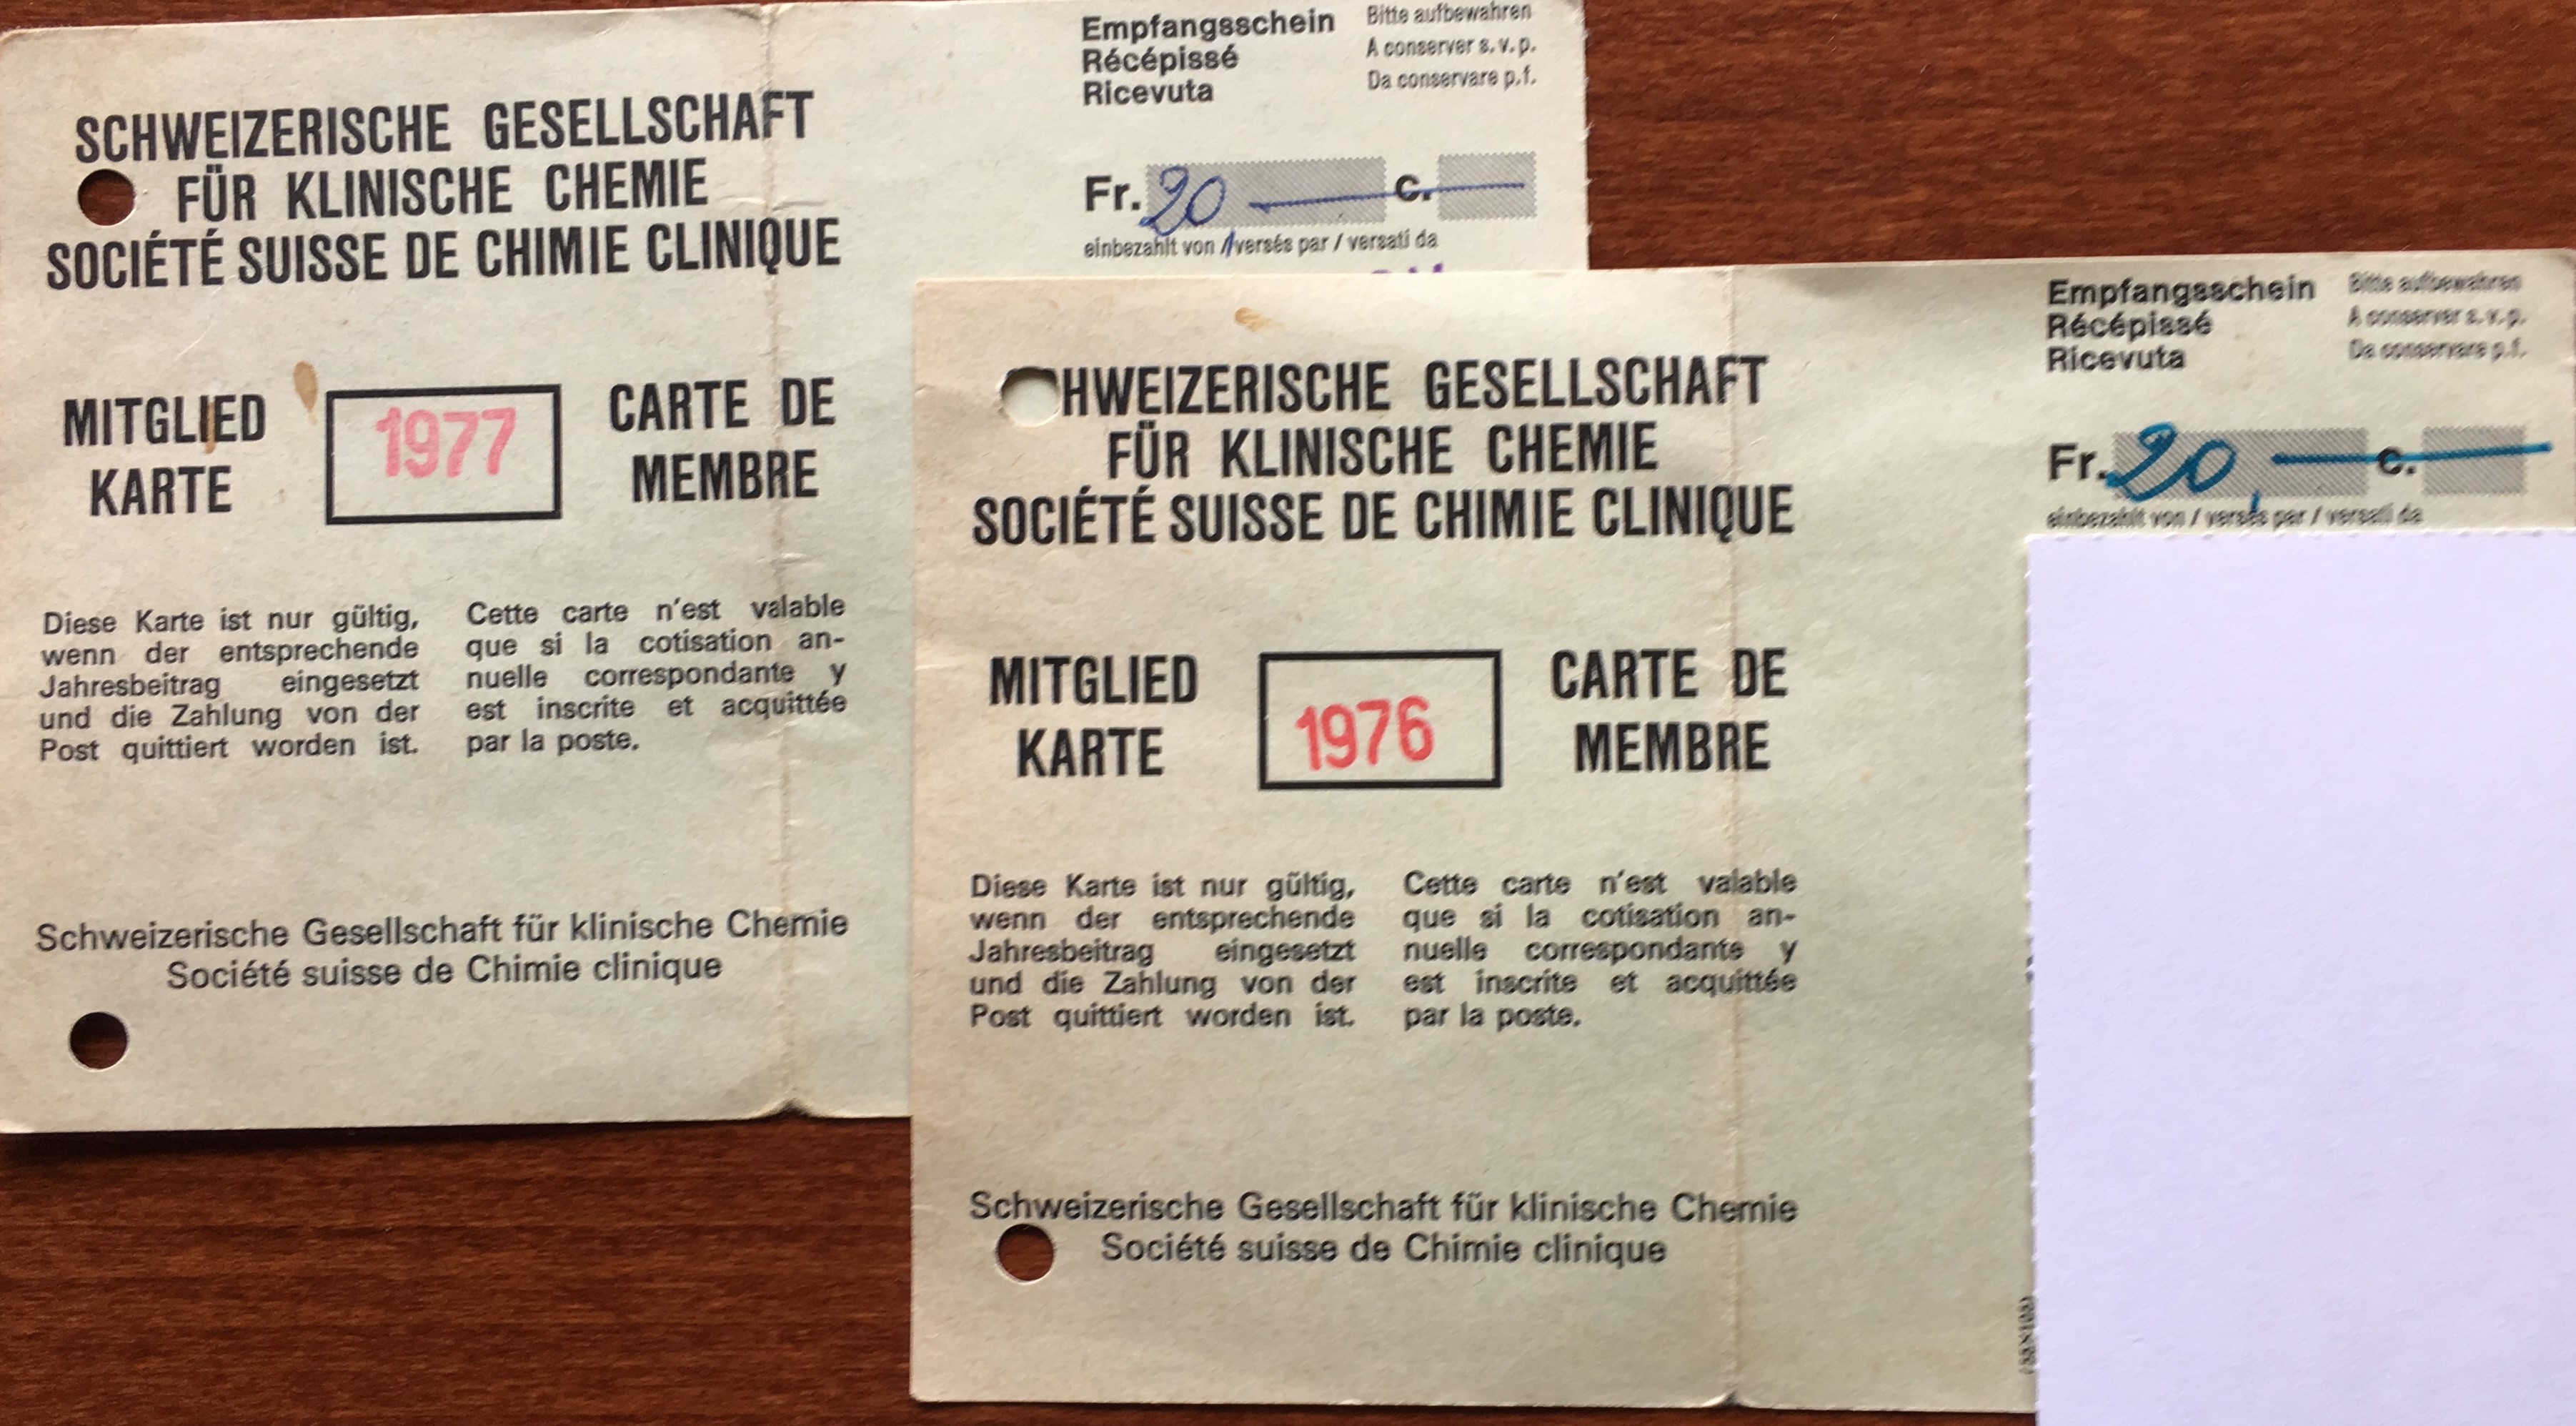 SCHWEIZERISCHE GESELLSCHAFT
FÜR KLINISCHE CHEMIE
SOCIÉTÉ SUISSE DE CHIMIE CLINIQUE
MITGLIED
KARTE
1977
CARTE DE
MEMBRE
Diese Karte ist nur gültig,
wenn der entsprechende
Jahresbeitrag eingesetzt
und die Zahlung von der
Post quittiert worden ist.
Cette carte n'est valable
que si la cotisation an-
nuelle correspondante y
est inscrite et acquittée
par la poste.
Schweizerische Gesellschaft für klinische Chemie
Société suisse de Chimie clinique
Empfangsschein
Récépissé
Ricevuta
Bitte aufbewahren
A conserver s.v.p.
Da conservare p.f.
Fr. 20 — c. —
einbezahlt von / versés par / versati da
HWEIZERISCHE GESELLSCHAFT
FÜR KLINISCHE CHEMIE
SOCIÉTÉ SUISSE DE CHIMIE CLINIQUE
MITGLIED
KARTE
1976
CARTE DE
MEMBRE
Diese Karte ist nur gültig,
wenn der entsprechende
Jahresbeitrag eingesetzt
und die Zahlung von der
Post quittiert worden ist.
Cette carte n'est valable
que si la cotisation an-
nuelle correspondante y
est inscrite et acquittée
par la poste.
Schweizerische Gesellschaft für klinische Chemie
Société suisse de Chimie clinique
Empfangsschein
Récépissé
Ricevuta
Bitte aufbewahren
A conserver s.v.p.
Da conservare p.f.
Fr. 20 — c. —
einbezahlt von / versés par / versati da